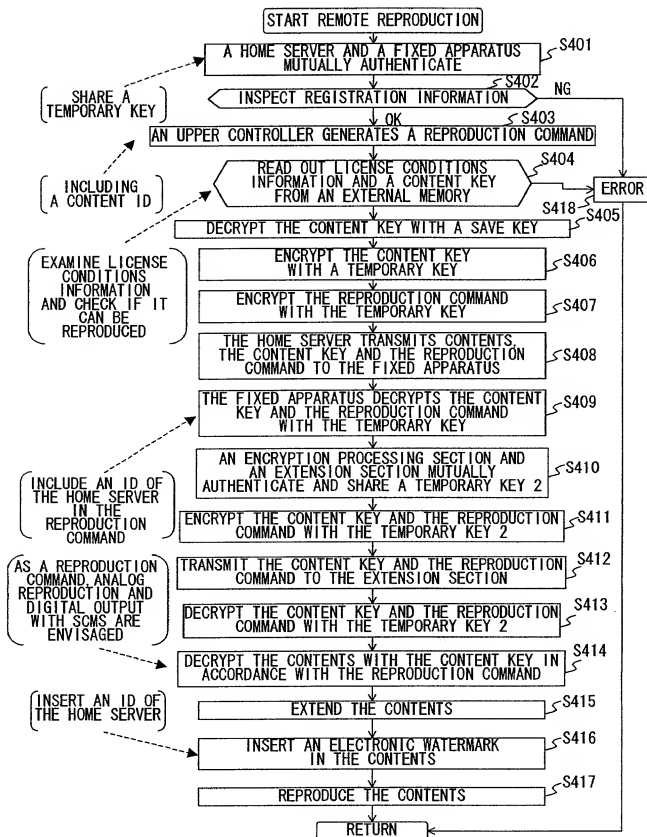 START REMOTE REPRODUCTION
S401
A HOME SERVER AND A FIXED APPARATUS
MUTUALLY AUTHENTICATE
SHARE A
TEMPORARY KEY
S402
INSPECT REGISTRATION INFORMATION
NG
OK
S403
AN UPPER CONTROLLER GENERATES A REPRODUCTION COMMAND
INCLUDING
A CONTENT ID
S404
READ OUT LICENSE CONDITIONS
INFORMATION AND A CONTENT KEY
FROM AN EXTERNAL MEMORY
ERROR
S418
S405
DECRYPT THE CONTENT KEY WITH A SAVE KEY
EXAMINE LICENSE
CONDITIONS
INFORMATION
AND CHECK IF IT
CAN BE
REPRODUCED
S406
ENCRYPT THE CONTENT KEY
WITH A TEMPORARY KEY
S407
ENCRYPT THE REPRODUCTION COMMAND
WITH THE TEMPORARY KEY
S408
THE HOME SERVER TRANSMITS CONTENTS,
THE CONTENT KEY AND THE REPRODUCTION
COMMAND TO THE FIXED APPARATUS
S409
THE FIXED APPARATUS DECRYPTS THE CONTENT
KEY AND THE REPRODUCTION COMMAND
WITH THE TEMPORARY KEY
INCLUDE AN ID OF
THE HOME SERVER
IN THE
REPRODUCTION
COMMAND
S410
AN ENCRYPTION PROCESSING SECTION AND
AN EXTENSION SECTION MUTUALLY
AUTHENTICATE AND SHARE A TEMPORARY KEY 2
S411
ENCRYPT THE CONTENT KEY AND THE REPRODUCTION
COMMAND WITH THE TEMPORARY KEY 2
AS A REPRODUCTION
COMMAND, ANALOG
REPRODUCTION AND
DIGITAL OUTPUT
WITH SCMS ARE
ENVISAGED
S412
TRANSMIT THE CONTENT KEY AND THE REPRODUCTION
COMMAND TO THE EXTENSION SECTION
S413
DECRYPT THE CONTENT KEY AND THE REPRODUCTION
COMMAND WITH THE TEMPORARY KEY 2
S414
DECRYPT THE CONTENTS WITH THE CONTENT KEY IN
ACCORDANCE WITH THE REPRODUCTION COMMAND
INSERT AN ID OF
THE HOME SERVER
S415
EXTEND THE CONTENTS
S416
INSERT AN ELECTRONIC WATERMARK
IN THE CONTENTS
S417
REPRODUCE THE CONTENTS
RETURN